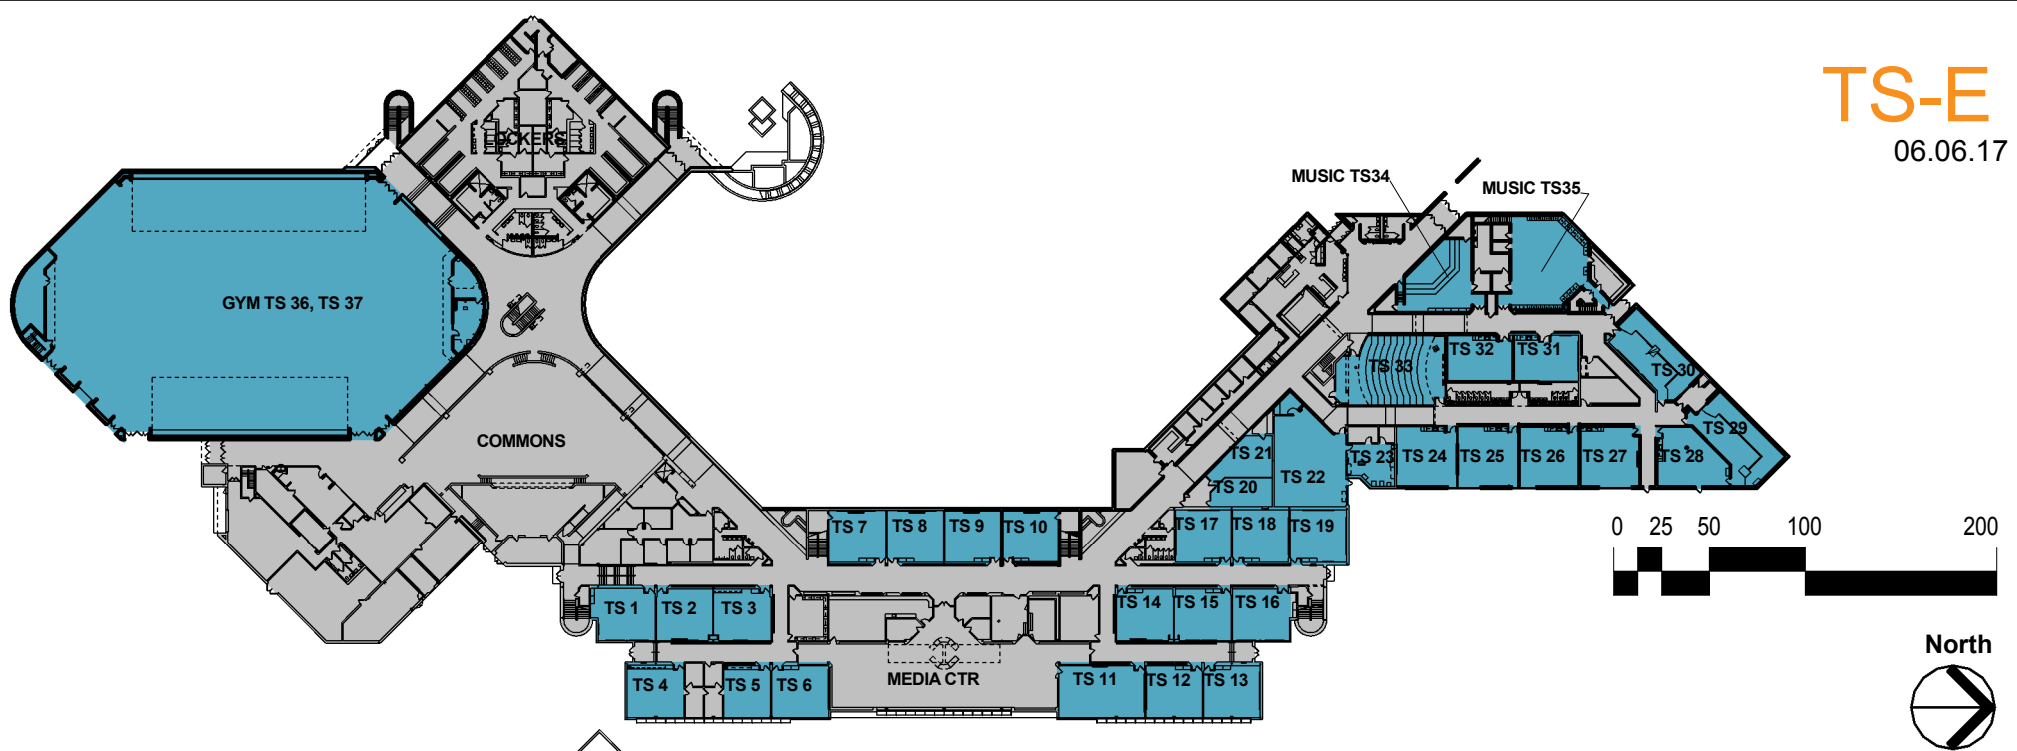 TS-E
06.06.17
LOCKERS
MUSIC TS34
MUSIC TS35
GYM TS 36, TS 37
COMMONS
TS 32
TS 31
TS 33
TS 30
TS 29
TS 21
TS 20
TS 22
TS 23
TS 24
TS 25
TS 26
TS 27
TS 28
TS 7
TS 8
TS 9
TS 10
TS 17
TS 18
TS 19
TS 1
TS 2
TS 3
TS 14
TS 15
TS 16
TS 4
TS 5
TS 6
MEDIA CTR
TS 11
TS 12
TS 13
0 25 50 100 200
North